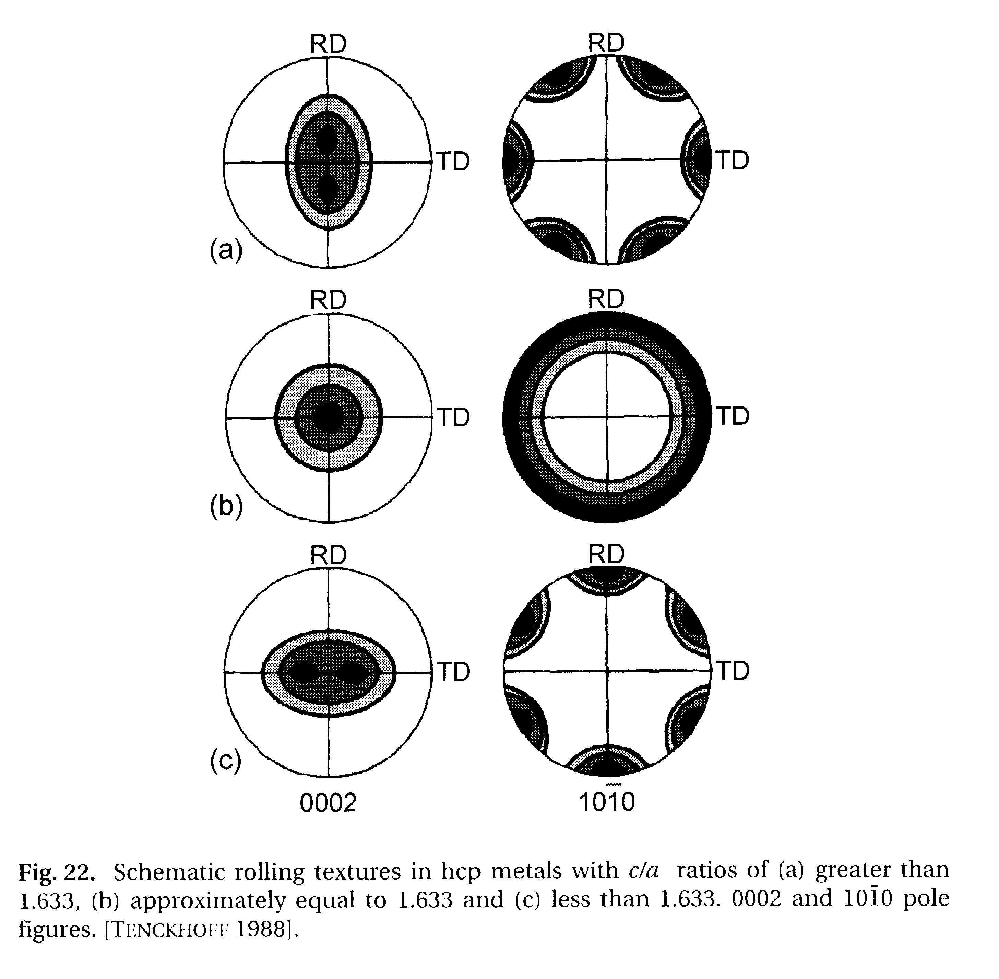 RD RD
TD TD
(a)
RD RD
TD TD
(b)
RD RD
TD TD
(c)
0002 101̄0
Fig. 22. Schematic rolling textures in hcp metals with c/a ratios of (a) greater than
1.633, (b) approximately equal to 1.633 and (c) less than 1.633. 0002 and 101̄0 pole
figures. [TENCKHOFF 1988].